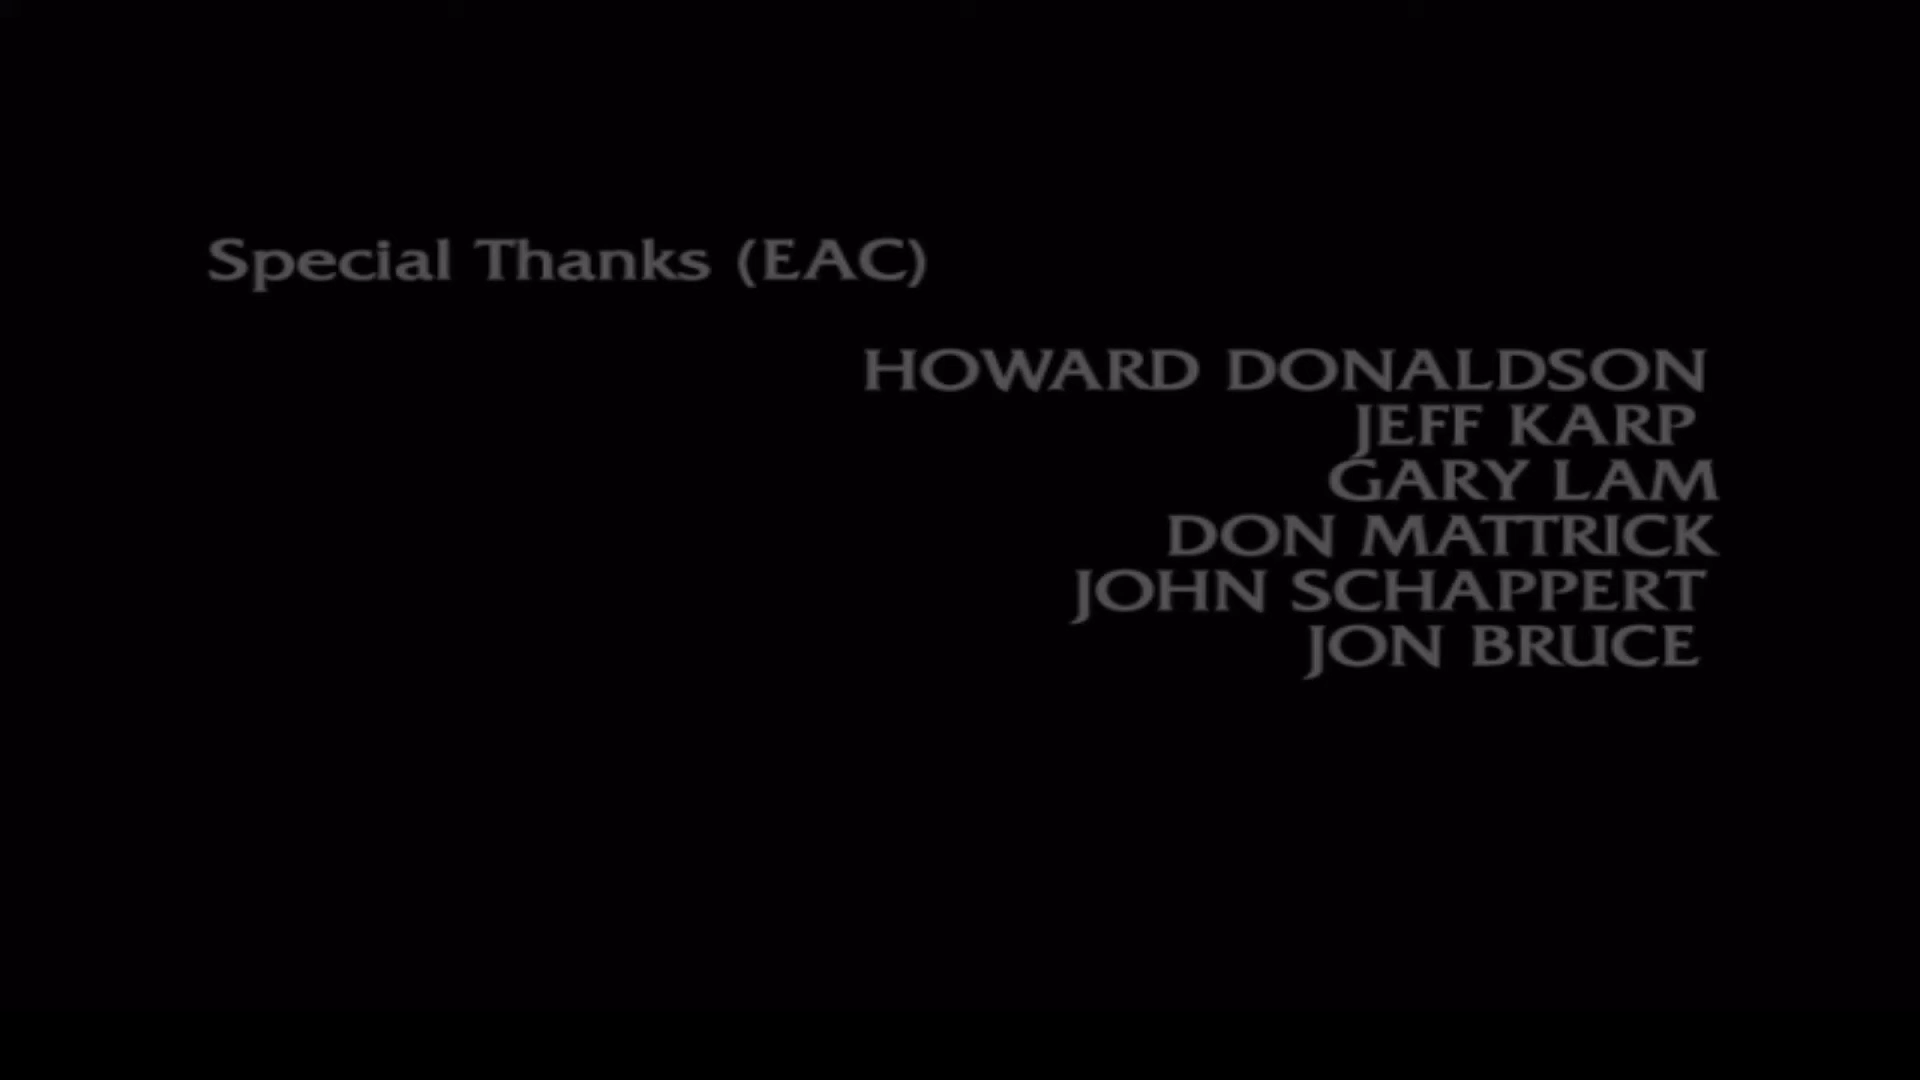 Special Thanks (EAC)
HOWARD DONALDSON
JEFF KARP
GARY LAM
DON MATTRICK
JOHN SCHAPPERT
JON BRUCE